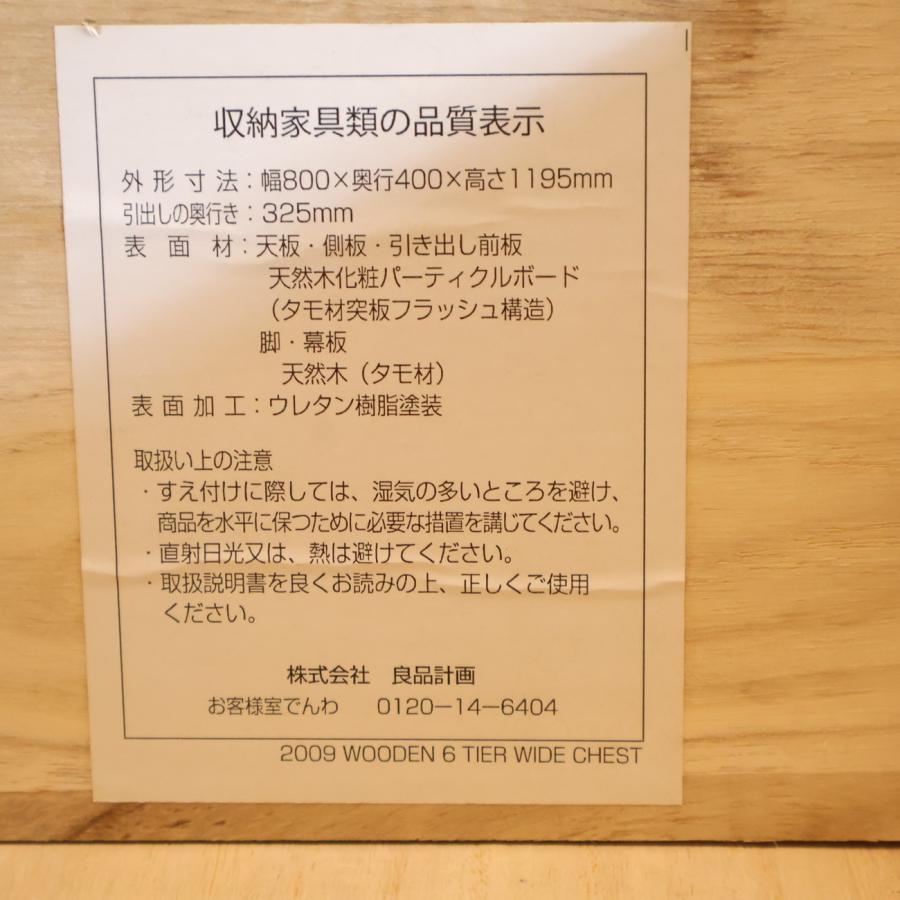 収納家具類の品質表示
外形寸法：幅800×奥行400×高さ1195mm
引出しの奥行き：325mm
表面材：天板・側板・引き出し前板
天然木化粧パーティクルボード
（タモ材突板フラッシュ構造）
脚・幕板
天然木（タモ材）
表面加工：ウレタン樹脂塗装
取扱い上の注意
・すえ付けに際しては、湿気の多いところを避け、
商品を水平に保つために必要な措置を講じてください。
・直射日光又は、熱は避けてください。
・取扱説明書を良くお読みの上、正しくご使用
ください。
株式会社　良品計画
お客様室でんわ　0120−14−6404
2009 WOODEN 6 TIER WIDE CHEST